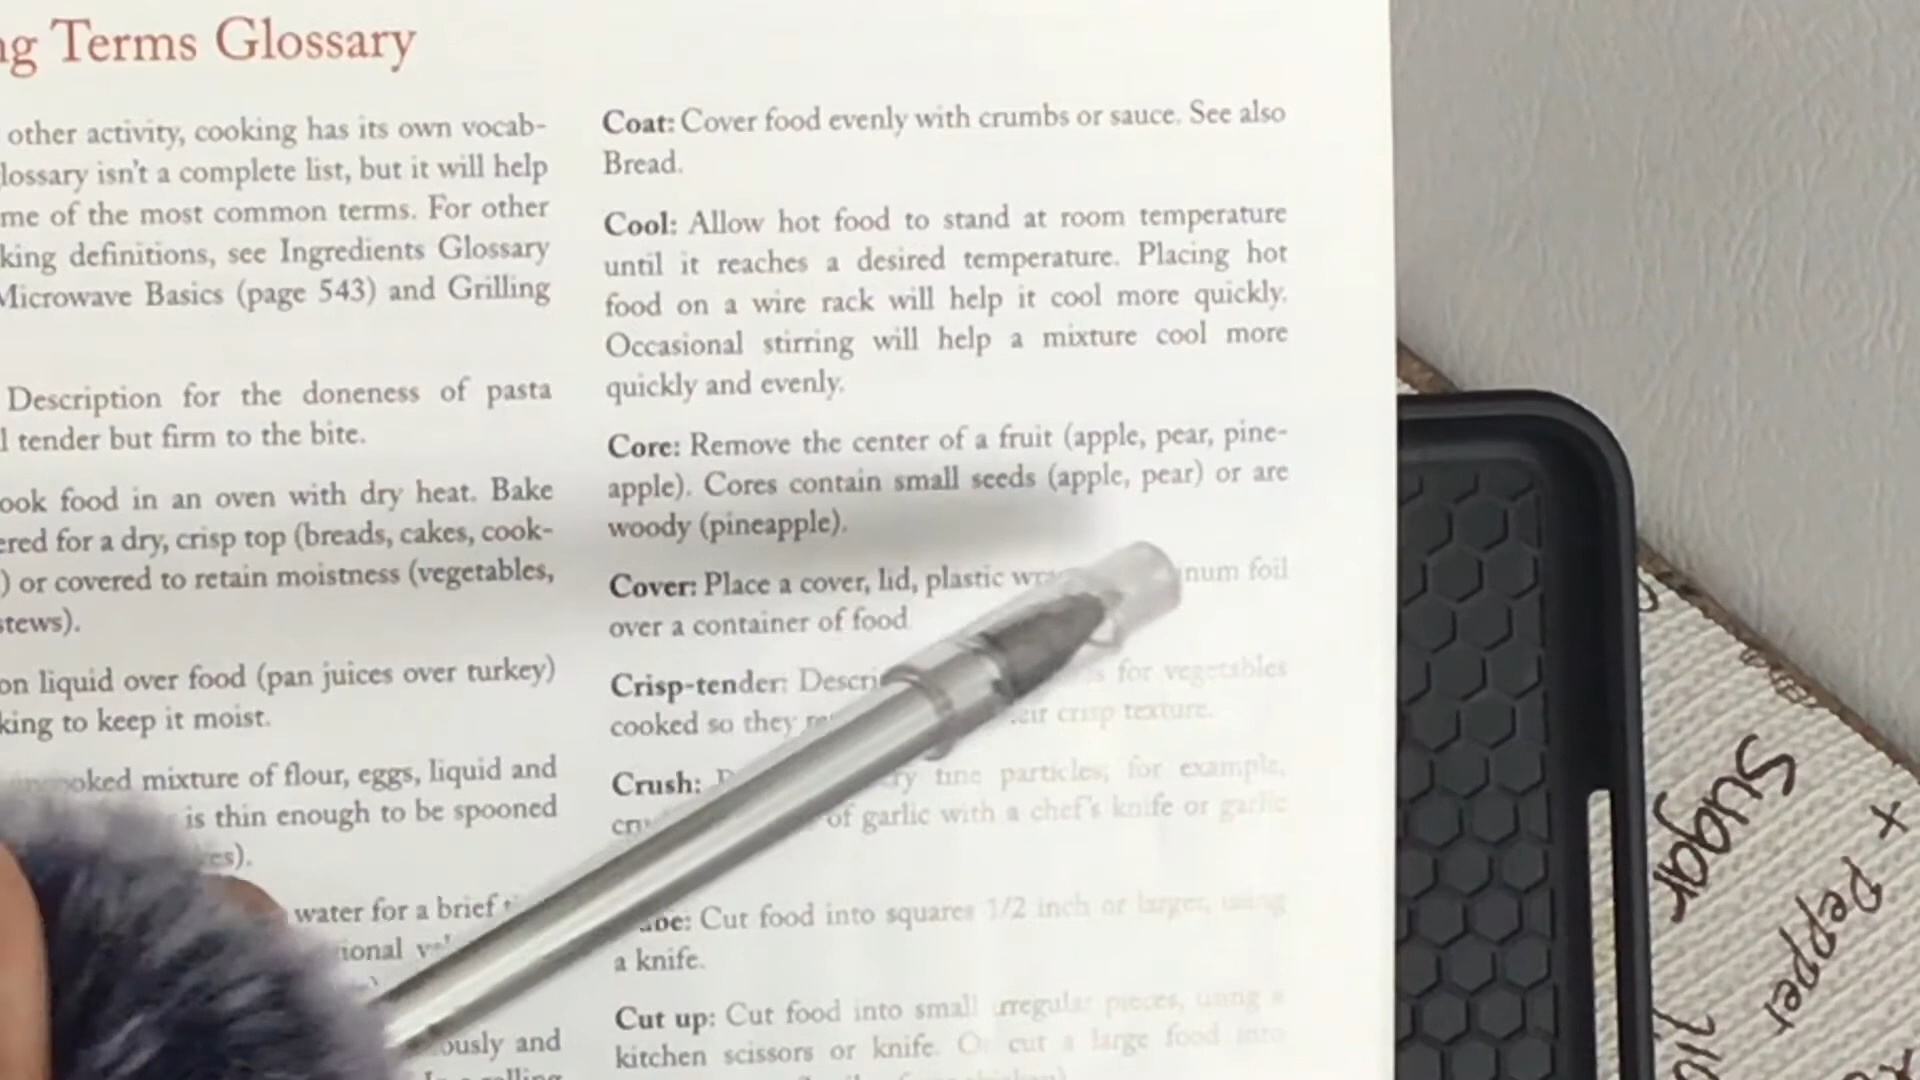 ng Terms Glossary
other activity, cooking has its own vocab-
lossary isn't a complete list, but it will help
me of the most common terms. For other
king definitions, see Ingredients Glossary
Microwave Basics (page 543) and Grilling
Description for the doneness of pasta
l tender but firm to the bite.
ook food in an oven with dry heat. Bake
ered for a dry, crisp top (breads, cakes, cook-
) or covered to retain moistness (vegetables,
stews).
on liquid over food (pan juices over turkey)
king to keep it moist.
mixture of flour, eggs, liquid and
is thin enough to be spooned
es).
water for a brief
ional
ously and
Coat: Cover food evenly with crumbs or sauce. See also
Bread.
Cool: Allow hot food to stand at room temperature
until it reaches a desired temperature. Placing hot
food on a wire rack will help it cool more quickly.
Occasional stirring will help a mixture cool more
quickly and evenly.
Core: Remove the center of a fruit (apple, pear, pine-
apple). Cores contain small seeds (apple, pear) or are
woody (pineapple).
Cover: Place a cover, lid, plastic num foil
over a container of food
Crisp-tender: for vegetables
cooked so they crisp texture.
Crush: fine particles; for example,
of garlic with a chef's knife or garlic
Cut food into squares 1/2 inch or larger, using
a knife.
Cut up: Cut food into small irregular pieces, using a
kitchen scissors or knife. Or cut a large food into
Sugar
+ Pepper